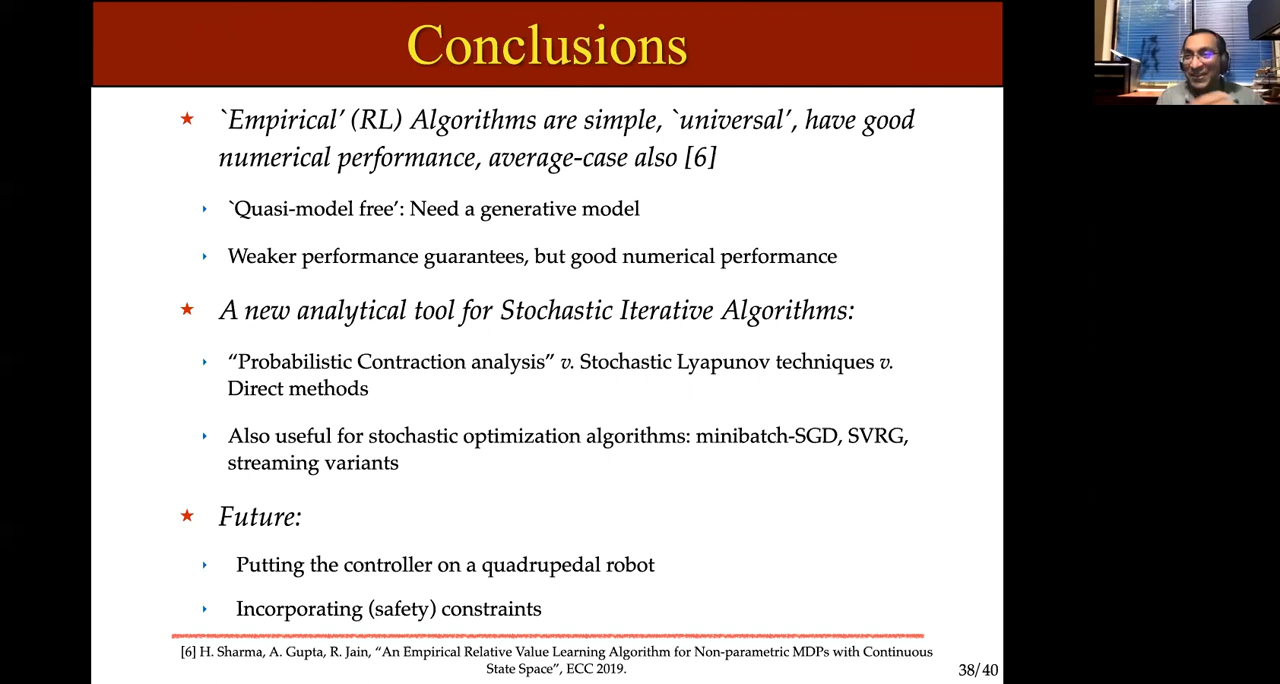 Conclusions
`Empirical' (RL) Algorithms are simple, `universal', have good
numerical performance, average-case also [6]
`Quasi-model free': Need a generative model
Weaker performance guarantees, but good numerical performance
A new analytical tool for Stochastic Iterative Algorithms:
“Probabilistic Contraction analysis” v. Stochastic Lyapunov techniques v.
Direct methods
Also useful for stochastic optimization algorithms: minibatch-SGD, SVRG,
streaming variants
Future:
Putting the controller on a quadrupedal robot
Incorporating (safety) constraints
[6] H. Sharma, A. Gupta, R. Jain, “An Empirical Relative Value Learning Algorithm for Non-parametric MDPs with Continuous
State Space”, ECC 2019.
38/40